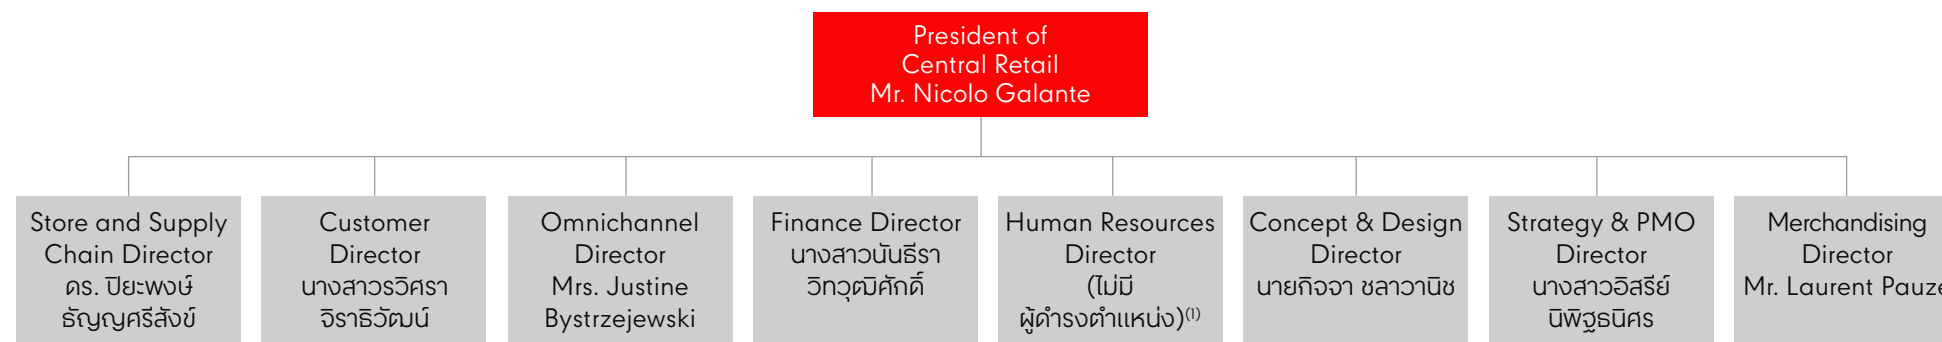 President of
Central Retail
Mr. Nicolo Galante
Store and Supply
Chain Director
ดร. ปิยะพงษ์
ธัญญศรีสังข์
Customer
Director
นางสาวรวิศรา
จิราธิวัฒน์
Omnichannel
Director
Mrs. Justine
Bystrzejewski
Finance Director
นางสาวนันธีรา
วิทวุฒิศักดิ์
Human Resources
Director
(ไม่มี
ผู้ดำรงตำแหน่ง)⁽¹⁾
Concept & Design
Director
นายกิจจา ชลาวานิช
Strategy & PMO
Director
นางสาวอิสรีย์
นิพิฐธนิศร
Merchandising
Director
Mr. Laurent Pauze